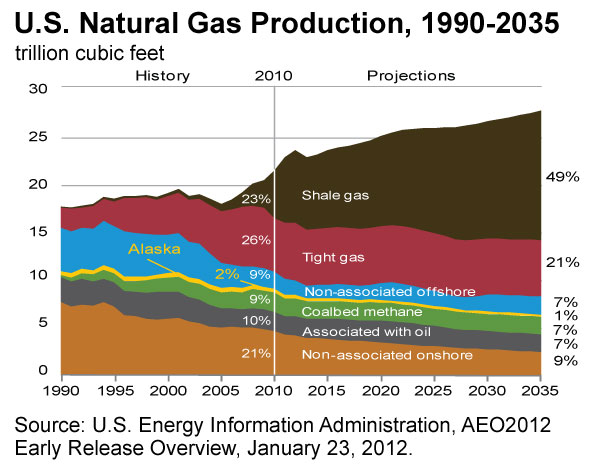 U.S. Natural Gas Production, 1990-2035
trillion cubic feet
History 2010 Projections
30
25
20
15
10
5
0
23%
Shale gas
49%
26%
Tight gas
21%
Alaska
2%
9%
Non-associated offshore
7%
1%
9%
Coalbed methane
7%
10%
Associated with oil
7%
21%
Non-associated onshore
9%
1990 1995 2000 2005 2010 2015 2020 2025 2030 2035
Source: U.S. Energy Information Administration, AEO2012
Early Release Overview, January 23, 2012.